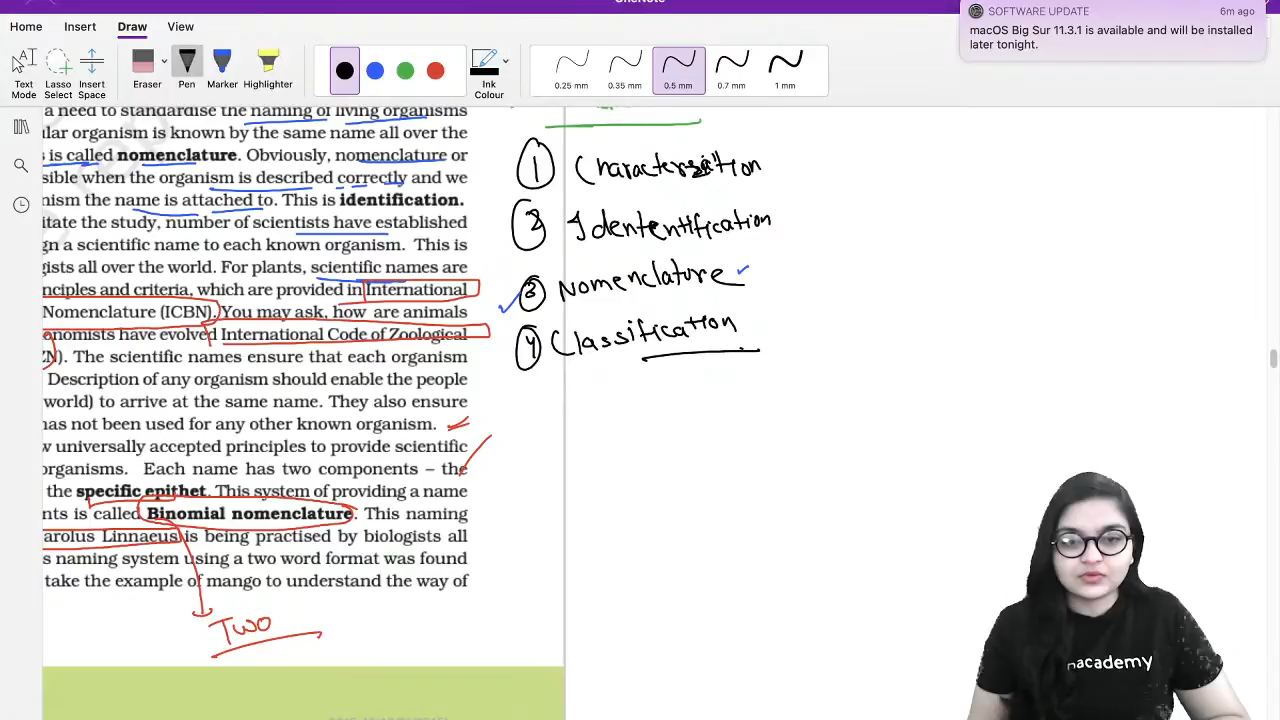 OneNote
SOFTWARE UPDATE 6m ago
macOS Big Sur 11.3.1 is available and will be installed
later tonight.
Home Insert Draw View
Text Mode
Lasso Select
Insert Space
Eraser
Pen
Marker
Highlighter
Ink Colour
0.25 mm 0.35 mm 0.5 mm 0.7 mm 1 mm
a need to standardise the naming of living organisms
ular organism is known by the same name all over the
s is called nomenclature. Obviously, nomenclature or
sible when the organism is described correctly and we
nism the name is attached to. This is identification.
itate the study, number of scientists have established
gn a scientific name to each known organism. This is
gists all over the world. For plants, scientific names are
nciples and criteria, which are provided in International
Nomenclature (ICBN). You may ask, how are animals
onomists have evolved International Code of Zoological
ZN). The scientific names ensure that each organism
Description of any organism should enable the people
world) to arrive at the same name. They also ensure
has not been used for any other known organism.
w universally accepted principles to provide scientific
organisms. Each name has two components – the
the specific epithet. This system of providing a name
nts is called Binomial nomenclature. This naming
arolus Linnaeus is being practised by biologists all
s naming system using a two word format was found
take the example of mango to understand the way of
Two
2 Idententification
3 Nomenclature
4 Classification
nacademy